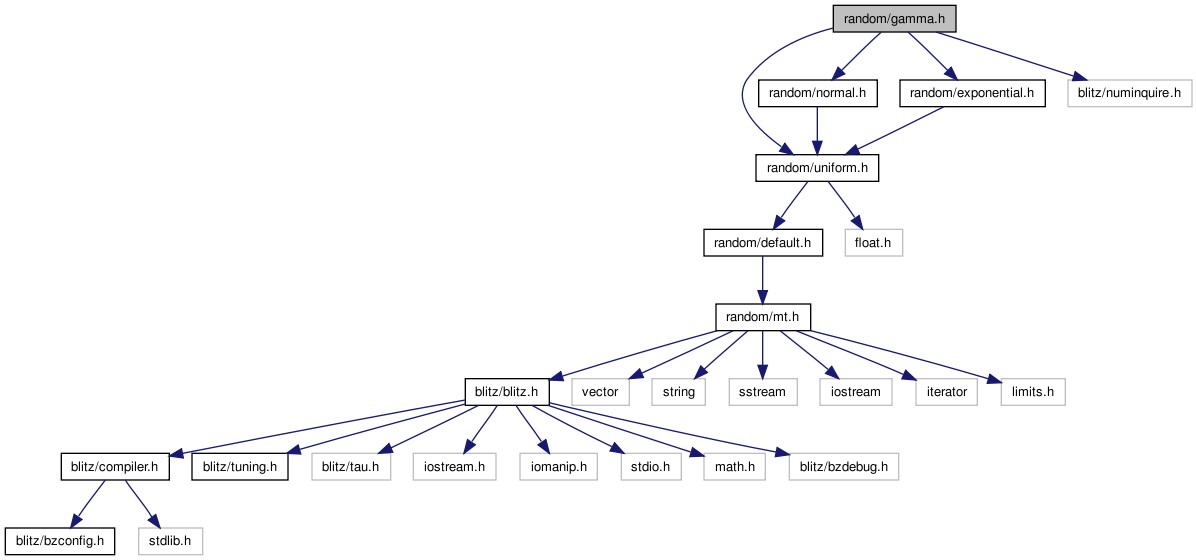 random/gamma.h
random/normal.h
random/exponential.h
blitz/numinquire.h
random/uniform.h
random/default.h
float.h
random/mt.h
blitz/blitz.h
vector
string
sstream
iostream
iterator
limits.h
blitz/compiler.h
blitz/tuning.h
blitz/tau.h
iostream.h
iomanip.h
stdio.h
math.h
blitz/bzdebug.h
blitz/bzconfig.h
stdlib.h